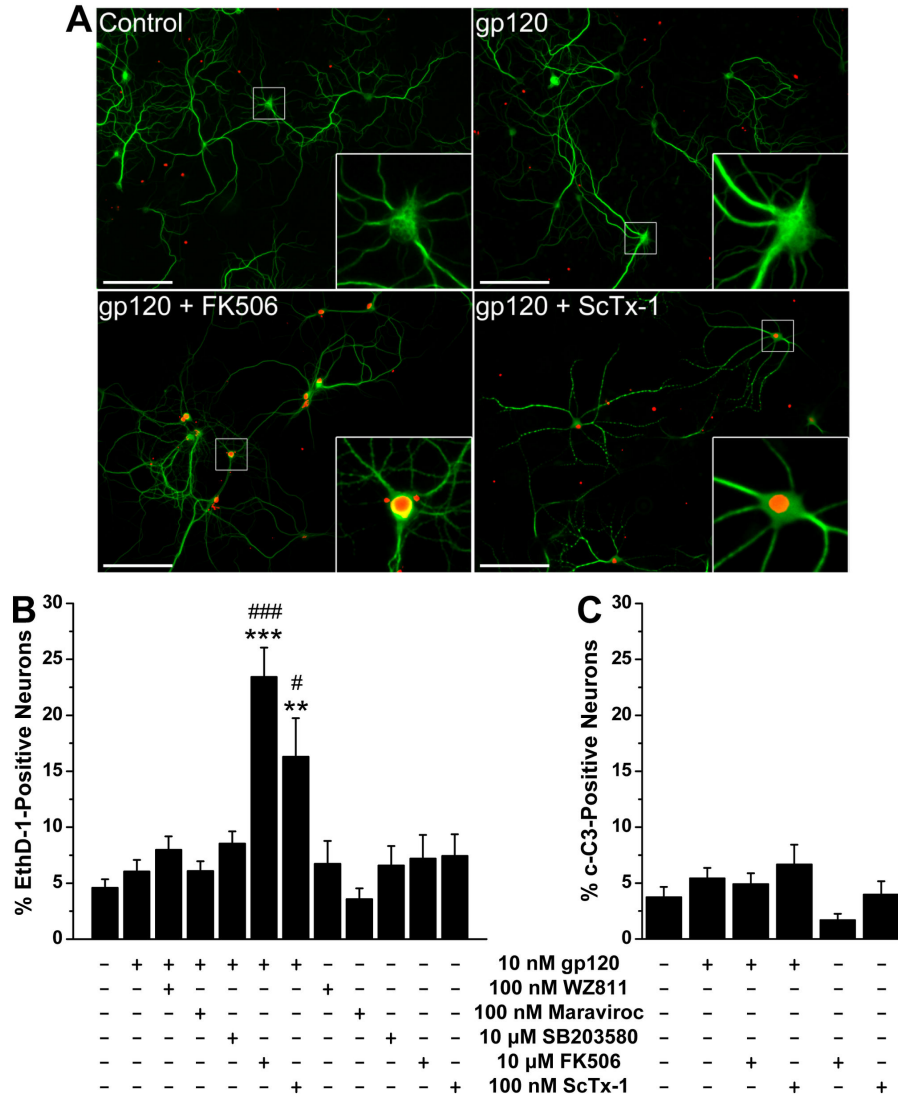 A
Control
gp120
gp120 + FK506
gp120 + ScTx-1
B
% EthD-1-Positive Neurons
30
25
20
15
10
5
0
###
***
#
**
C
% c-C3-Positive Neurons
30
25
20
15
10
5
0
– + + + + + + – – – – – 10 nM gp120 – + + + – –
– – + – – – – + – – – – 100 nM WZ811 – – – – – –
– – – + – – – – + – – – 100 nM Maraviroc – – – – – –
– – – – + – – – – + – – 10 µM SB203580 – – – – – –
– – – – – + – – – – + – 10 µM FK506 – – + – + –
– – – – – – + – – – – + 100 nM ScTx-1 – – – + – +